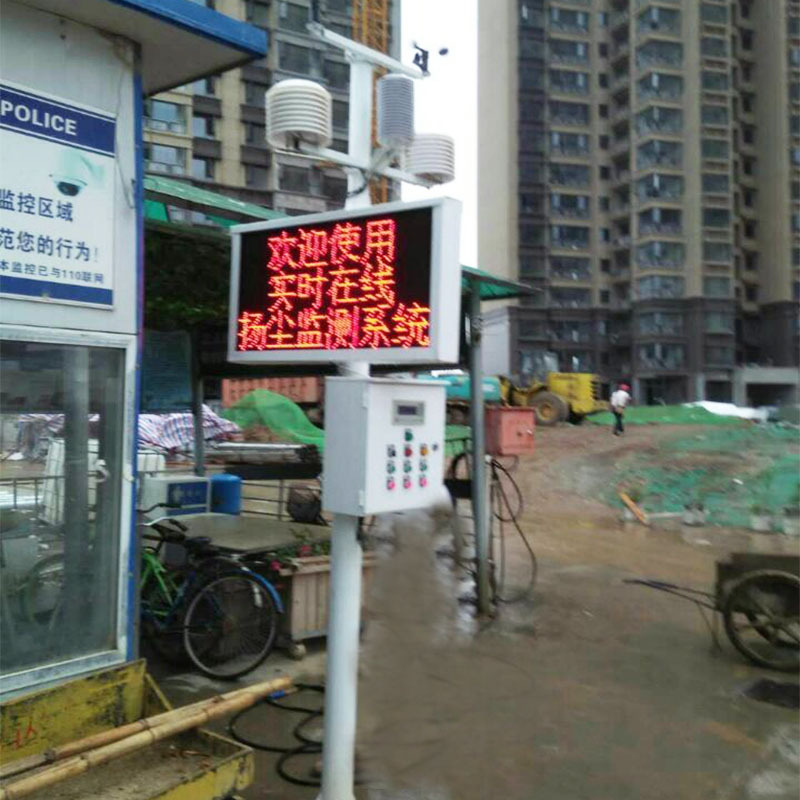 POLICE
监控区域
范您的行为!
本监控已与110联网
欢迎使用
实时在线
扬尘监测系统